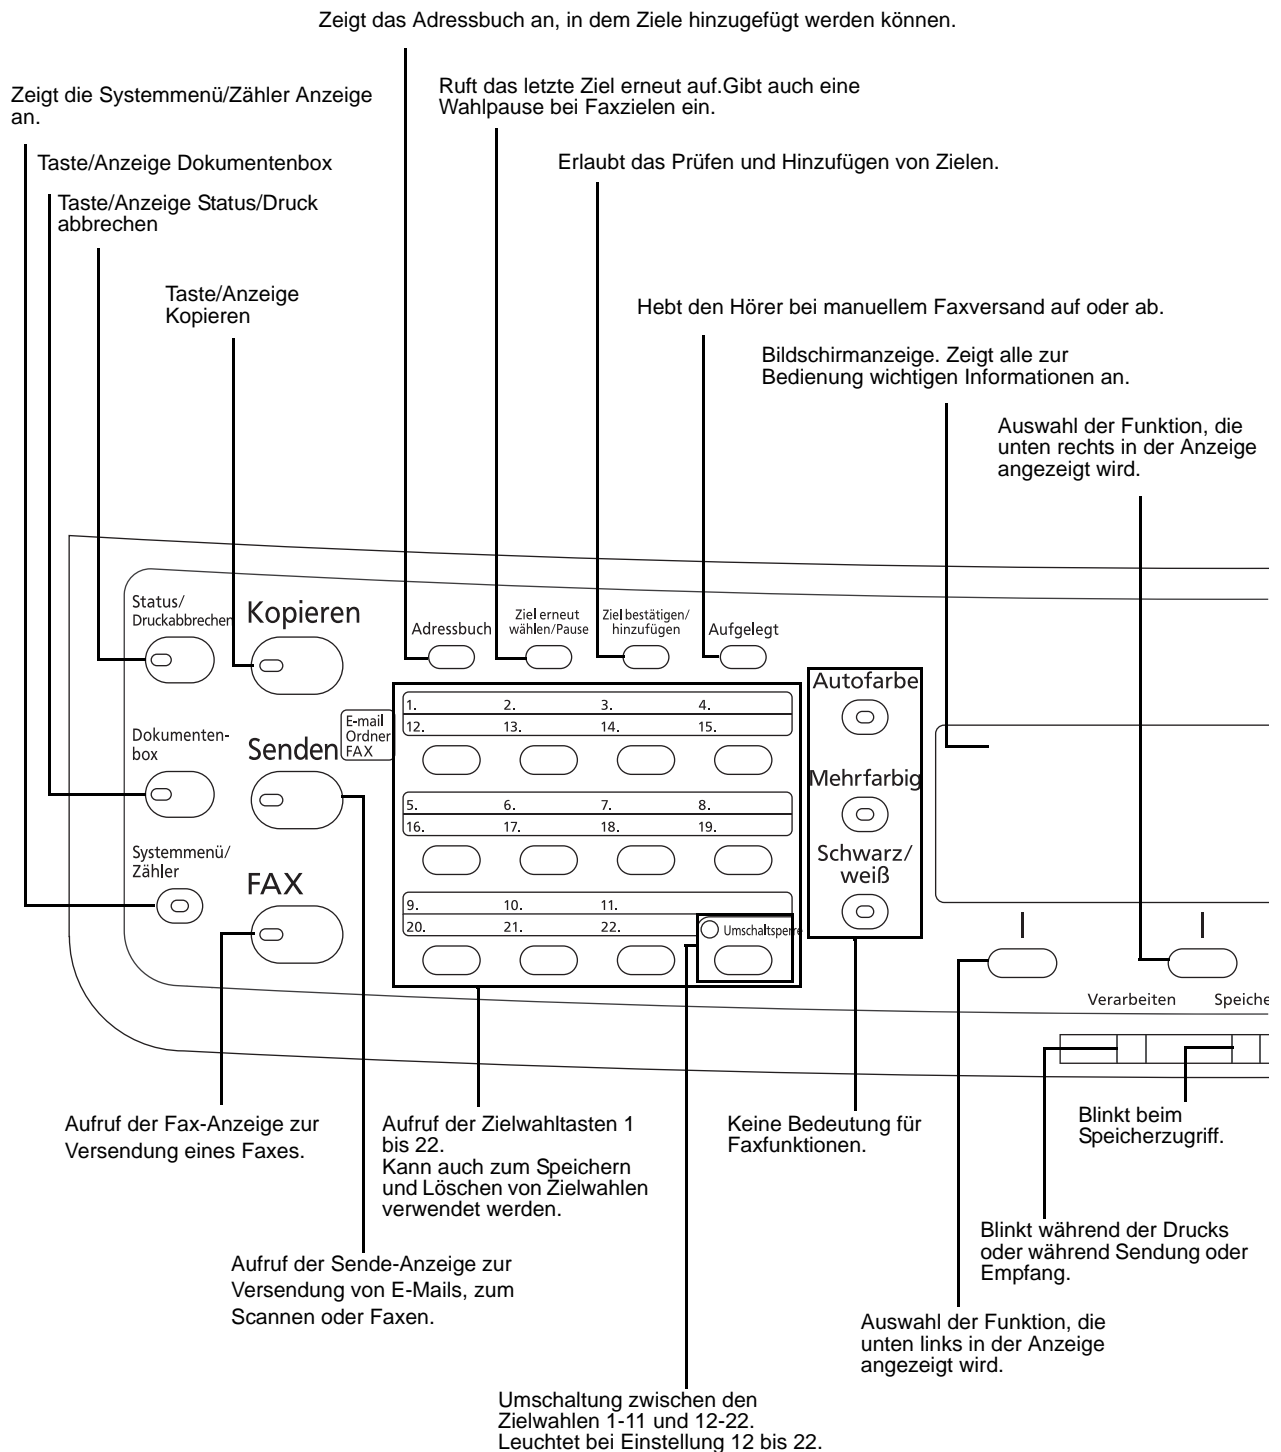 Zeigt das Adressbuch an, in dem Ziele hinzugefügt werden können.
Ruft das letzte Ziel erneut auf.Gibt auch eine
Wahlpause bei Faxzielen ein.
Zeigt die Systemmenü/Zähler Anzeige
an.
Taste/Anzeige Dokumentenbox
Erlaubt das Prüfen und Hinzufügen von Zielen.
Taste/Anzeige Status/Druck
abbrechen
Taste/Anzeige
Kopieren
Hebt den Hörer bei manuellem Faxversand auf oder ab.
Bildschirmanzeige. Zeigt alle zur
Bedienung wichtigen Informationen an.
Auswahl der Funktion, die
unten rechts in der Anzeige
angezeigt wird.
Status/
Druckabbrechen
Kopieren
Adressbuch
Ziel erneut
wählen/Pause
Ziel bestätigen/
hinzufügen
Aufgelegt
Autofarbe
1. 2. 3. 4.
12. 13. 14. 15.
E-mail
Ordner
FAX
Dokumenten-
box
Senden
Mehrfarbig
5. 6. 7. 8.
16. 17. 18. 19.
Systemmenü/
Zähler
FAX
Schwarz/
weiß
9. 10. 11.
20. 21. 22.
Umschaltsperre
Verarbeiten
Speiche
Aufruf der Fax-Anzeige zur
Versendung eines Faxes.
Aufruf der Zielwahltasten 1
bis 22.
Kann auch zum Speichern
und Löschen von Zielwahlen
verwendet werden.
Keine Bedeutung für
Faxfunktionen.
Blinkt beim
Speicherzugriff.
Blinkt während der Drucks
oder während Sendung oder
Empfang.
Aufruf der Sende-Anzeige zur
Versendung von E-Mails, zum
Scannen oder Faxen.
Auswahl der Funktion, die
unten links in der Anzeige
angezeigt wird.
Umschaltung zwischen den
Zielwahlen 1-11 und 12-22.
Leuchtet bei Einstellung 12 bis 22.